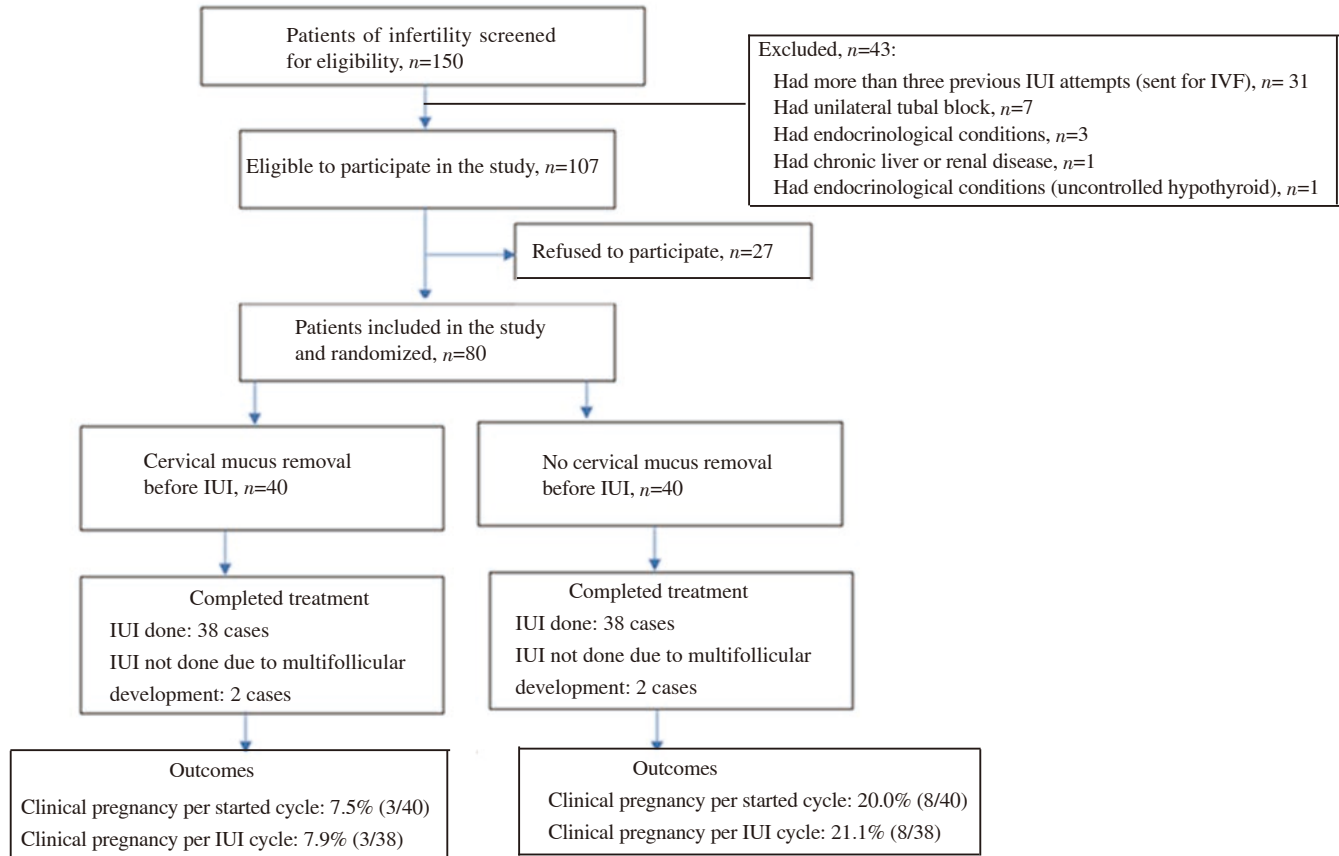 Patients of infertility screened
for eligibility, n=150
Excluded, n=43:
Had more than three previous IUI attempts (sent for IVF), n= 31
Had unilateral tubal block, n=7
Had endocrinological conditions, n=3
Had chronic liver or renal disease, n=1
Had endocrinological conditions (uncontrolled hypothyroid), n=1
Eligible to participate in the study, n=107
Refused to participate, n=27
Patients included in the study
and randomized, n=80
Cervical mucus removal
before IUI, n=40
No cervical mucus removal
before IUI, n=40
Completed treatment
IUI done: 38 cases
IUI not done due to multifollicular
development: 2 cases
Completed treatment
IUI done: 38 cases
IUI not done due to multifollicular
development: 2 cases
Outcomes
Clinical pregnancy per started cycle: 7.5% (3/40)
Clinical pregnancy per IUI cycle: 7.9% (3/38)
Outcomes
Clinical pregnancy per started cycle: 20.0% (8/40)
Clinical pregnancy per IUI cycle: 21.1% (8/38)